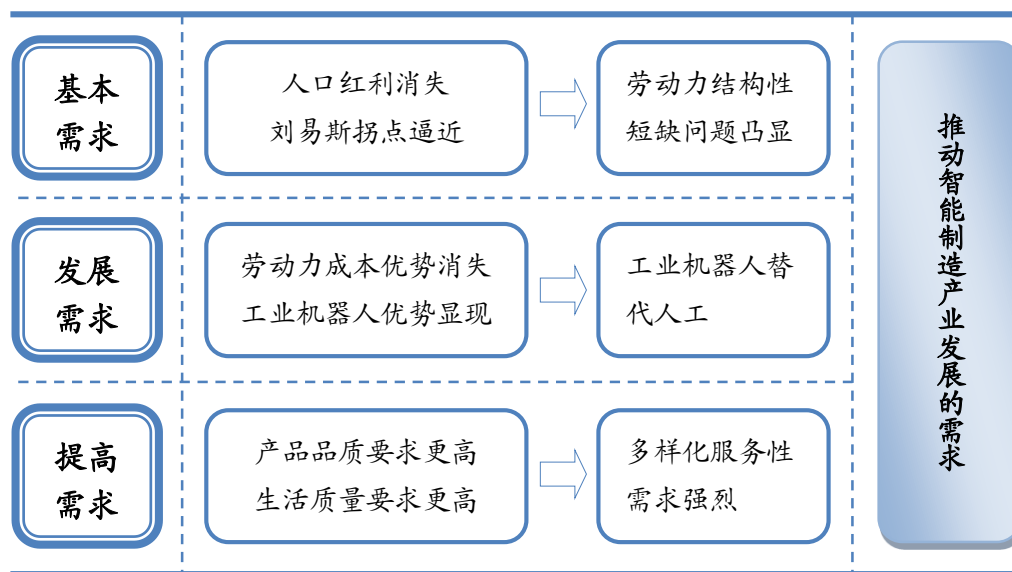 基本
需求
人口红利消失
刘易斯拐点逼近
劳动力结构性
短缺问题凸显
发展
需求
劳动力成本优势消失
工业机器人优势显现
工业机器人替
代人工
提高
需求
产品品质要求更高
生活质量要求更高
多样化服务性
需求强烈
推动智能制造产业发展的需求